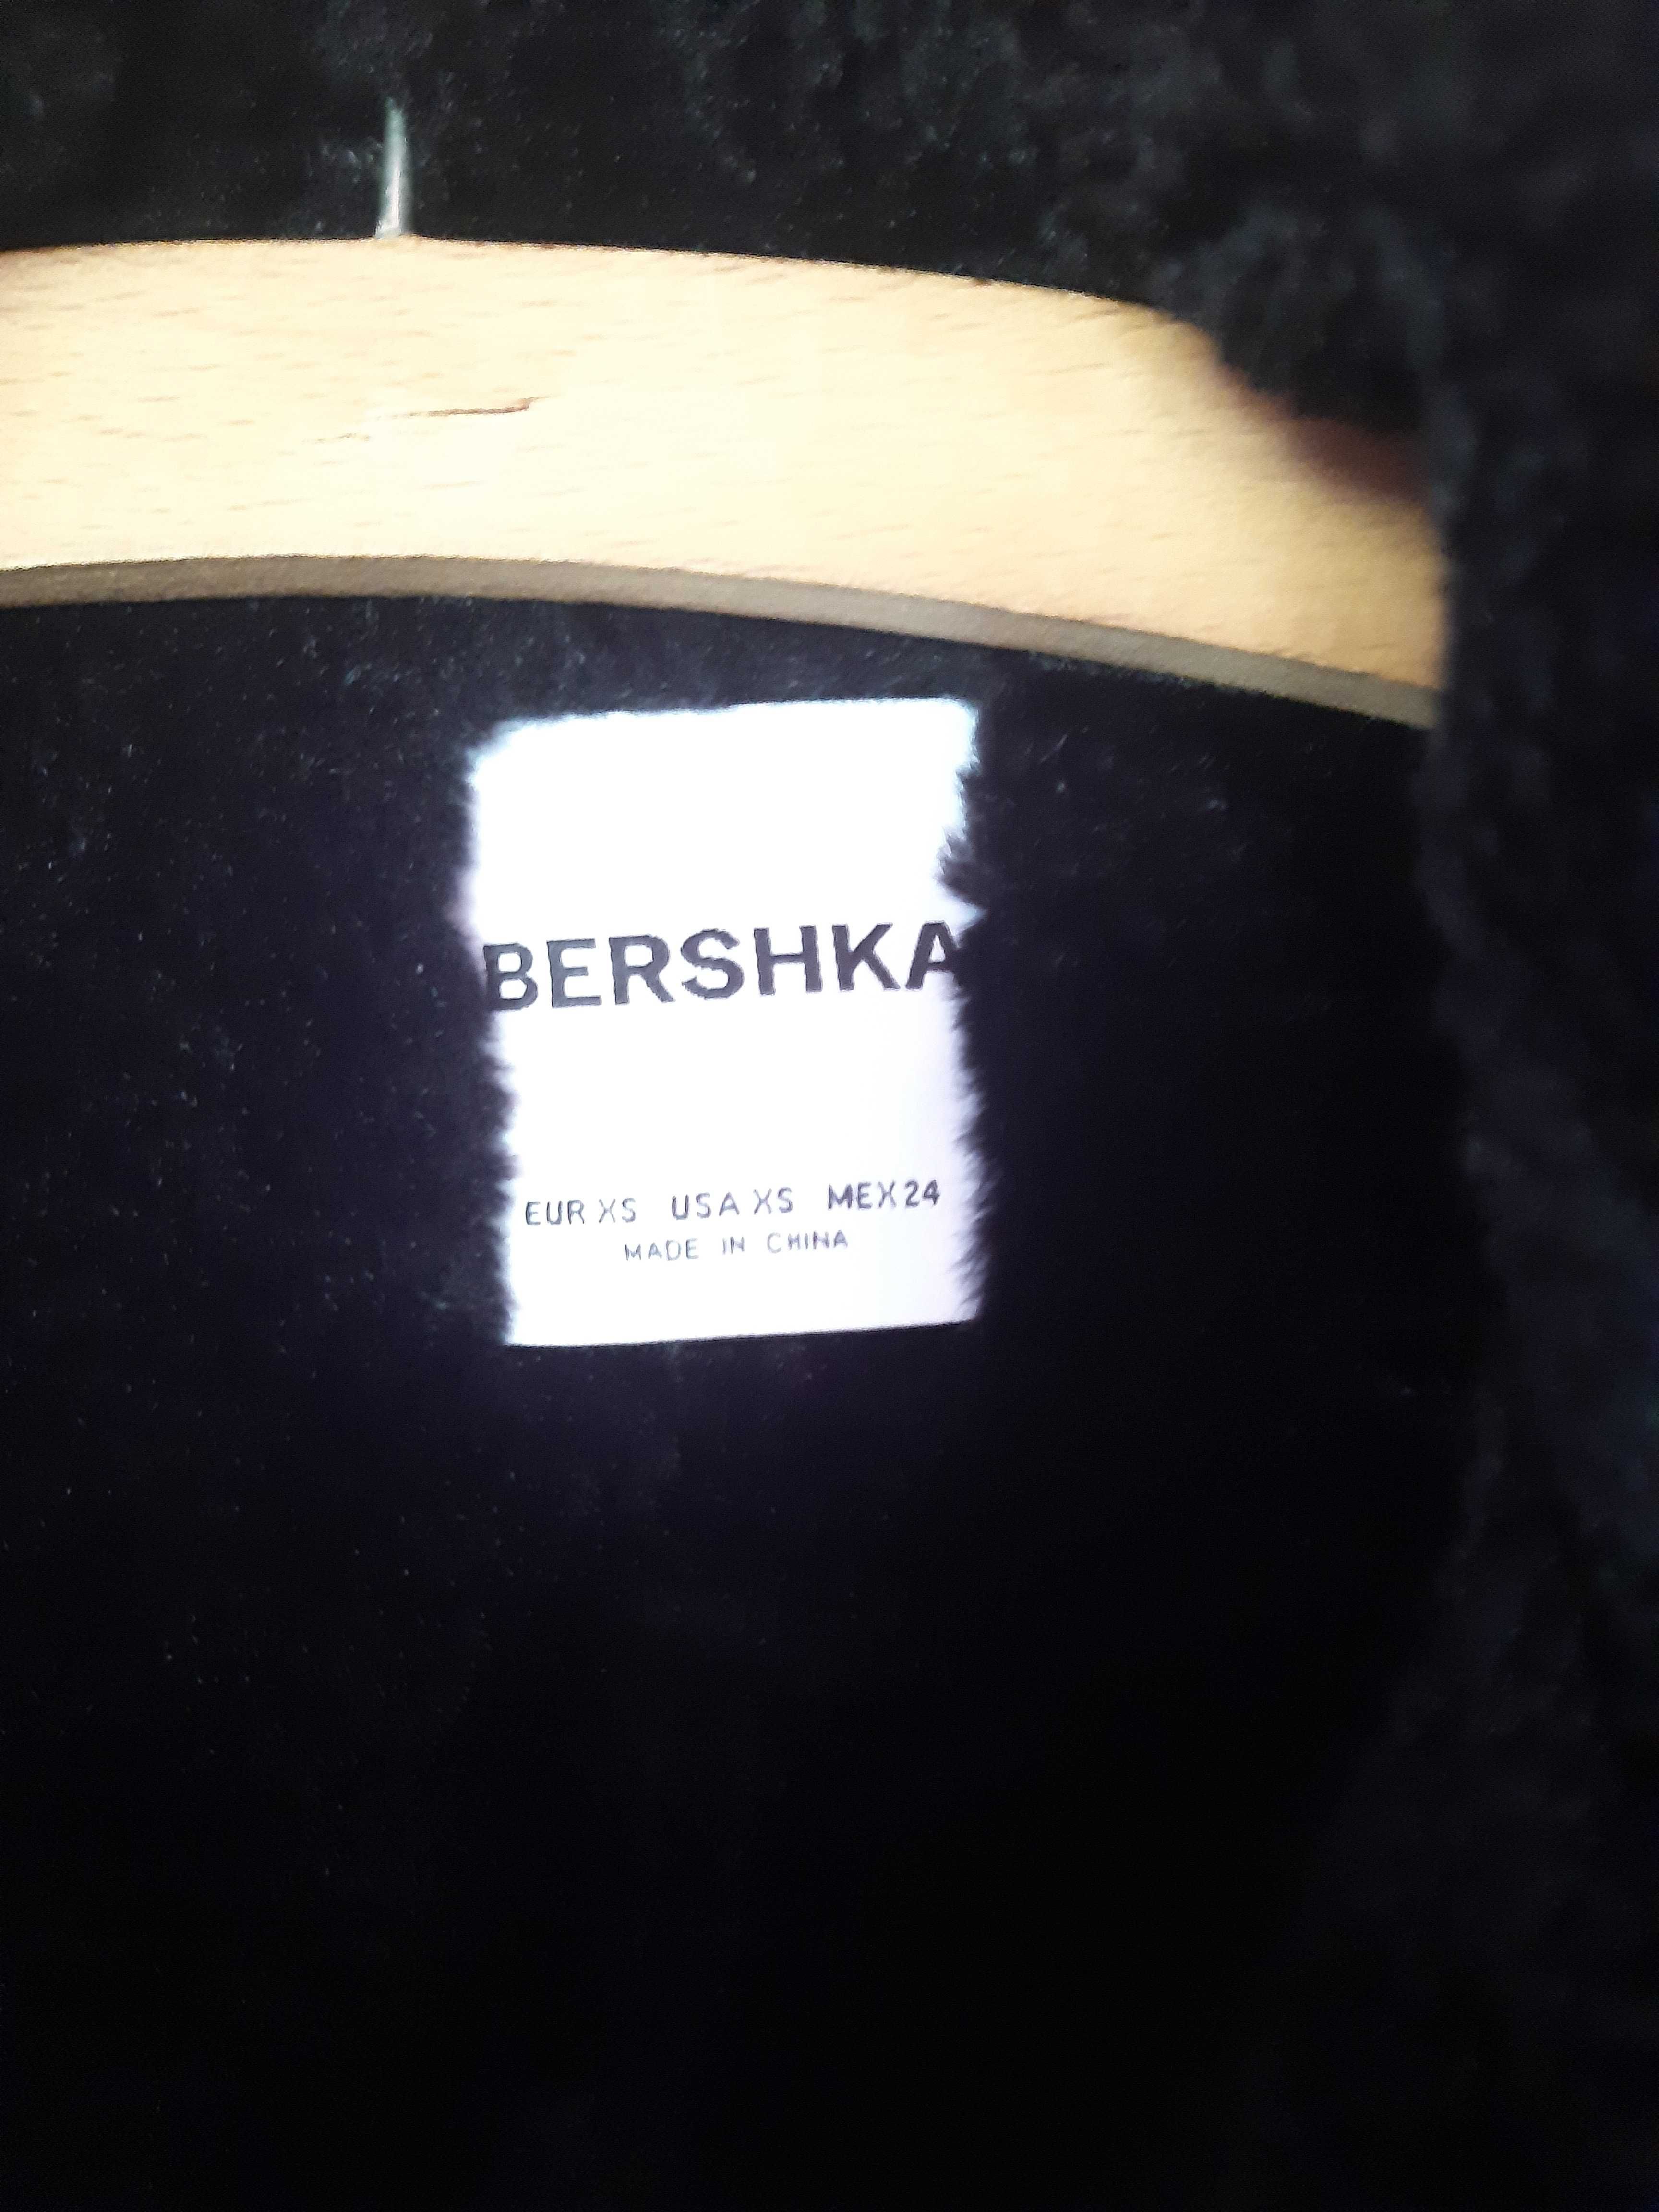 BERSHKA
EUR XS USA XS MEX 24
MADE IN CHINA